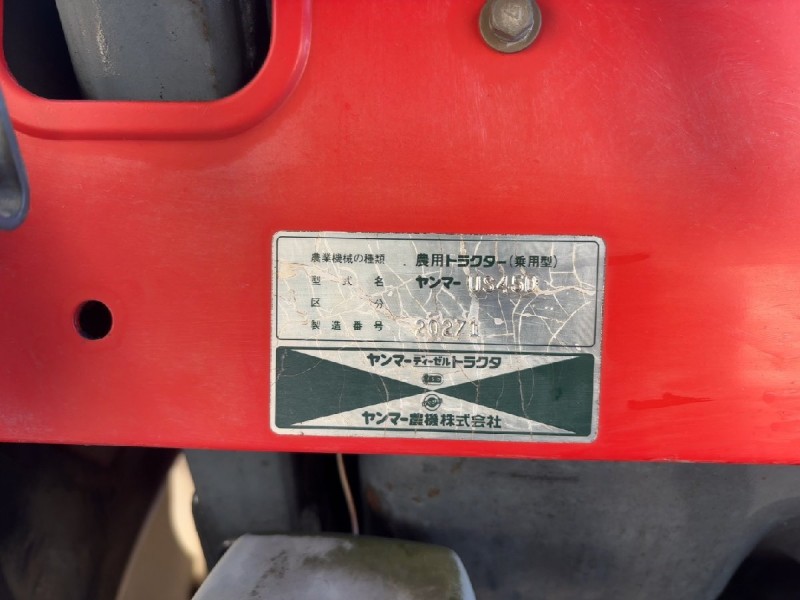 農業機械の種類 農用トラクター(乗用型)
型式名 ヤンマー US45D
区分
製造番号 20271
ヤンマーディーゼルトラクタ
ヤンマー農機株式会社